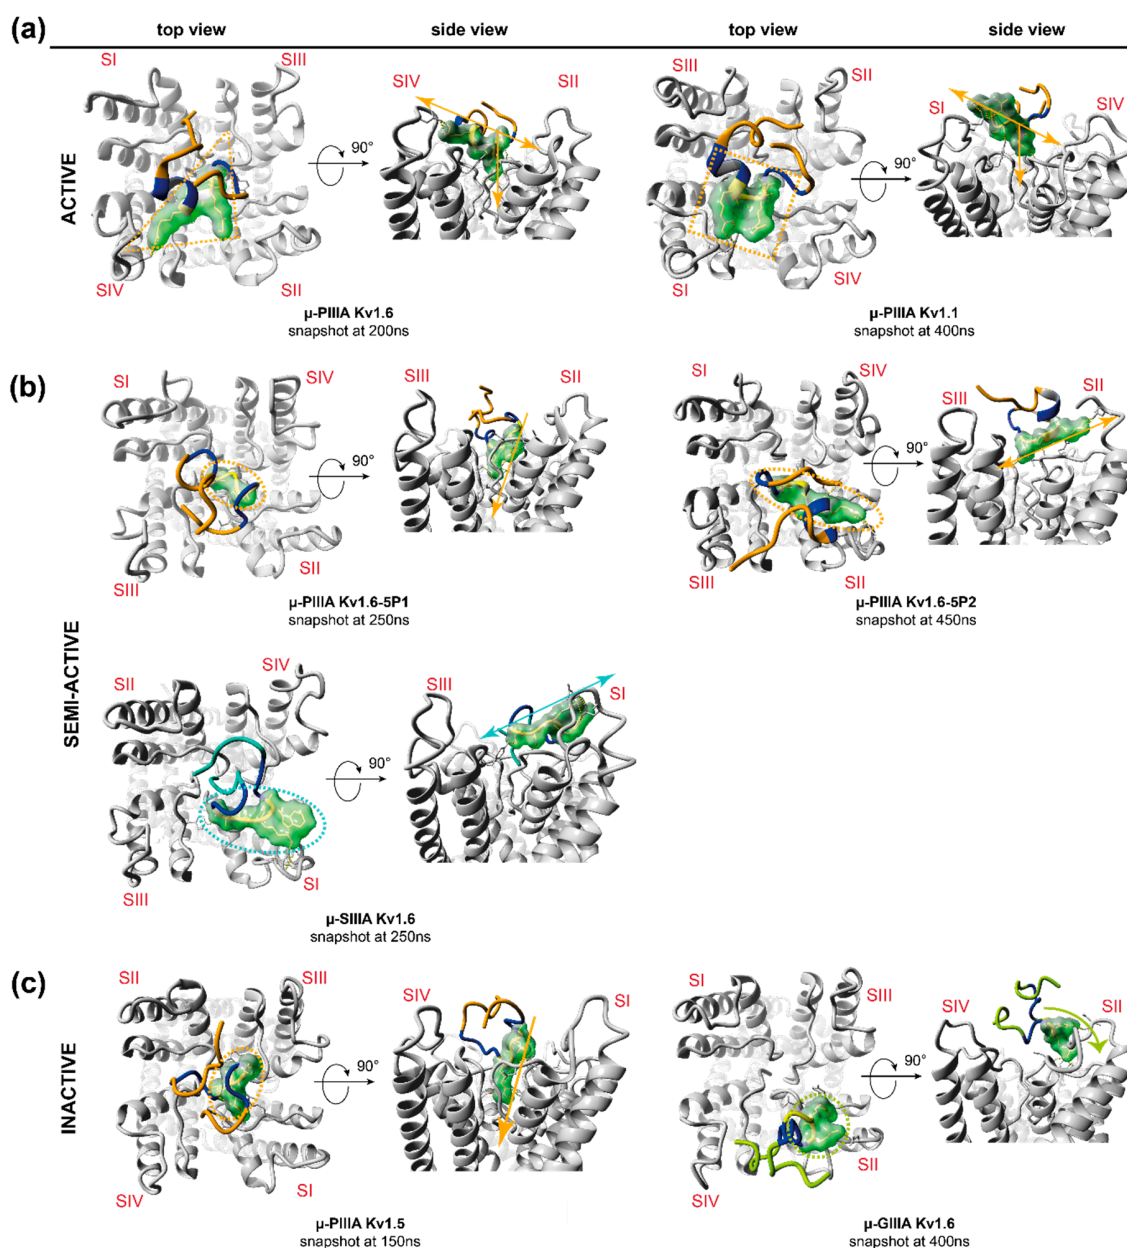 (a)
top view
side view
top view
side view
ACTIVE
SI
SIII
SIV
SII
90°
SIV
SII
µ-PIIIA Kv1.6
snapshot at 200ns
SIII
SII
SI
SIV
90°
SI
SIV
µ-PIIIA Kv1.1
snapshot at 400ns
(b)
SEMI-ACTIVE
SI
SIV
SIII
SII
90°
SIII
SII
µ-PIIIA Kv1.6-5P1
snapshot at 250ns
SI
SIV
SIII
SII
90°
SIII
SII
µ-PIIIA Kv1.6-5P2
snapshot at 450ns
SII
SIV
SIII
SI
90°
SIII
SI
µ-SIIIA Kv1.6
snapshot at 250ns
(c)
INACTIVE
SII
SIII
SIV
SI
90°
SIV
SI
µ-PIIIA Kv1.5
snapshot at 150ns
SI
SIII
SIV
SII
90°
SIV
SII
µ-GIIIA Kv1.6
snapshot at 400ns